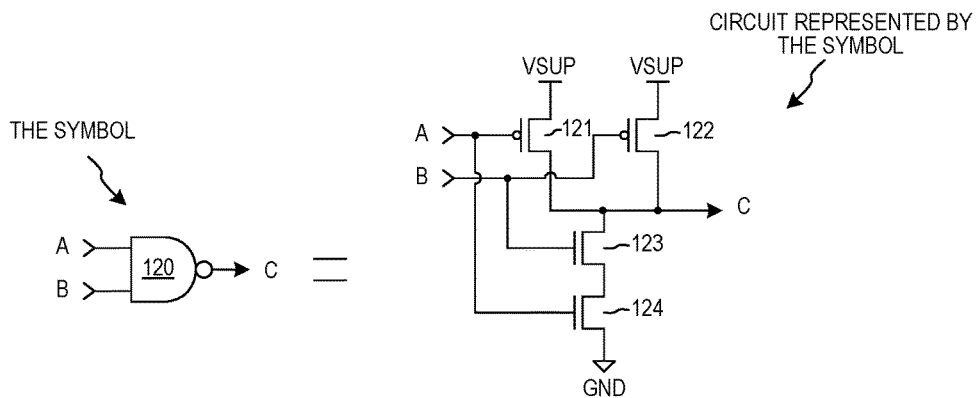 CIRCUIT REPRESENTED BY
THE SYMBOL
VSUP
VSUP
THE SYMBOL
A
121
122
B
C
A
120
C
B
123
124
GND